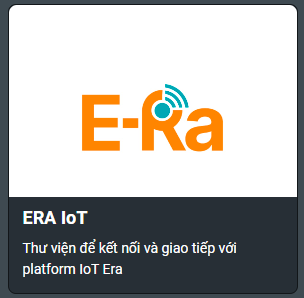 E-Ra
ERA IoT
Thư viện để kết nối và giao tiếp với
platform IoT Era